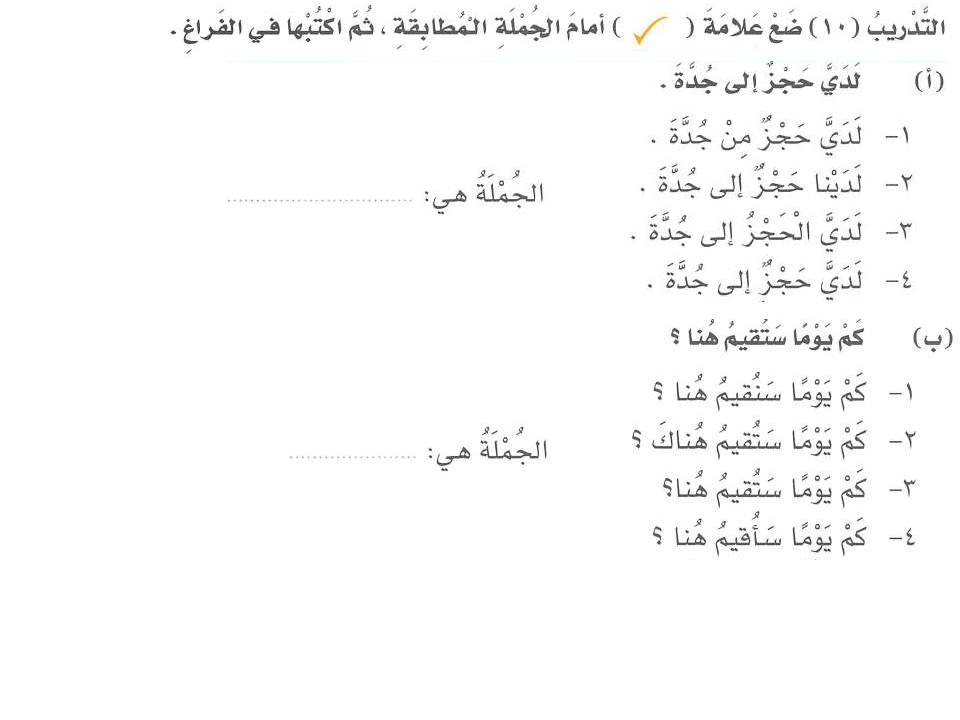 التَّدْرِيبُ (١٠) ضَعْ عَلامَةَ ( ✓ ) أمامَ الجُمْلَةِ المُطابِقَةِ ، ثُمَّ اكْتُبْها في الفَراغِ .
(أ) لَدَيَّ حَجْزٌ إلى جُدَّةَ .
١- لَدَيَّ حَجْزٌ مِنْ جُدَّةَ .
٢- لَدَيْنا حَجْزٌ إلى جُدَّةَ .
الجُمْلَةُ هي: ..............................
٣- لَدَيَّ الْحَجْزُ إلى جُدَّةَ .
٤- لَدَيَّ حَجْزٌ إلى جُدَّةَ .
(ب) كَمْ يَوْمًا سَتُقيمُ هُنا ؟
١- كَمْ يَوْمًا سَنُقيمُ هُنا ؟
٢- كَمْ يَوْمًا سَتُقيمُ هُناكَ ؟
الجُمْلَةُ هي: ....................
٣- كَمْ يَوْمًا سَتُقيمُ هُنا؟
٤- كَمْ يَوْمًا سَأُقيمُ هُنا ؟